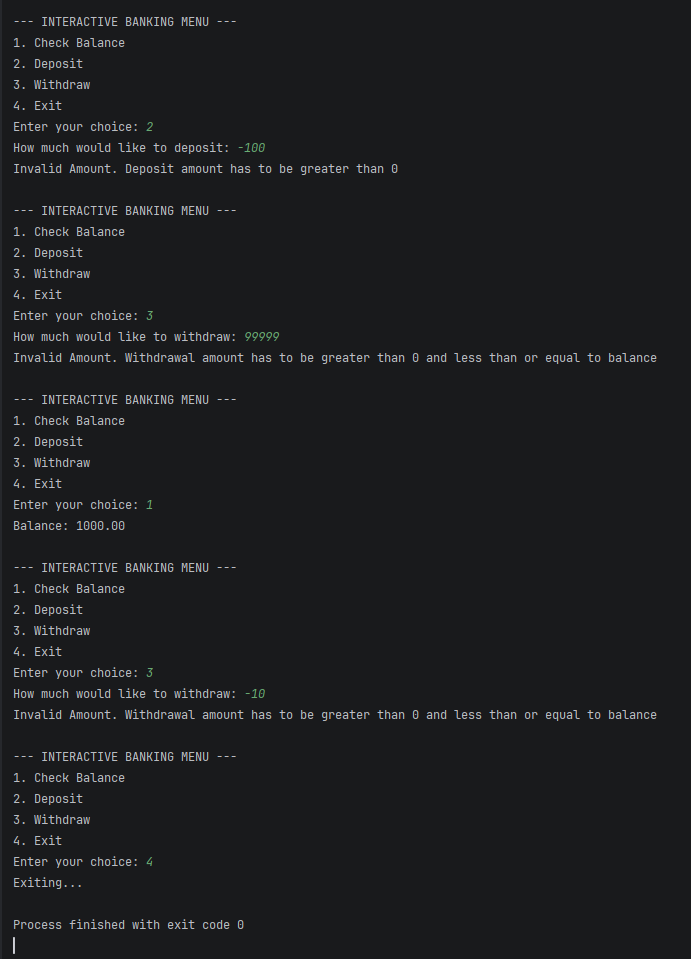 --- INTERACTIVE BANKING MENU ---
1. Check Balance
2. Deposit
3. Withdraw
4. Exit
Enter your choice: 2
How much would like to deposit: -100
Invalid Amount. Deposit amount has to be greater than 0
--- INTERACTIVE BANKING MENU ---
1. Check Balance
2. Deposit
3. Withdraw
4. Exit
Enter your choice: 3
How much would like to withdraw: 99999
Invalid Amount. Withdrawal amount has to be greater than 0 and less than or equal to balance
--- INTERACTIVE BANKING MENU ---
1. Check Balance
2. Deposit
3. Withdraw
4. Exit
Enter your choice: 1
Balance: 1000.00
--- INTERACTIVE BANKING MENU ---
1. Check Balance
2. Deposit
3. Withdraw
4. Exit
Enter your choice: 3
How much would like to withdraw: -10
Invalid Amount. Withdrawal amount has to be greater than 0 and less than or equal to balance
--- INTERACTIVE BANKING MENU ---
1. Check Balance
2. Deposit
3. Withdraw
4. Exit
Enter your choice: 4
Exiting...
Process finished with exit code 0